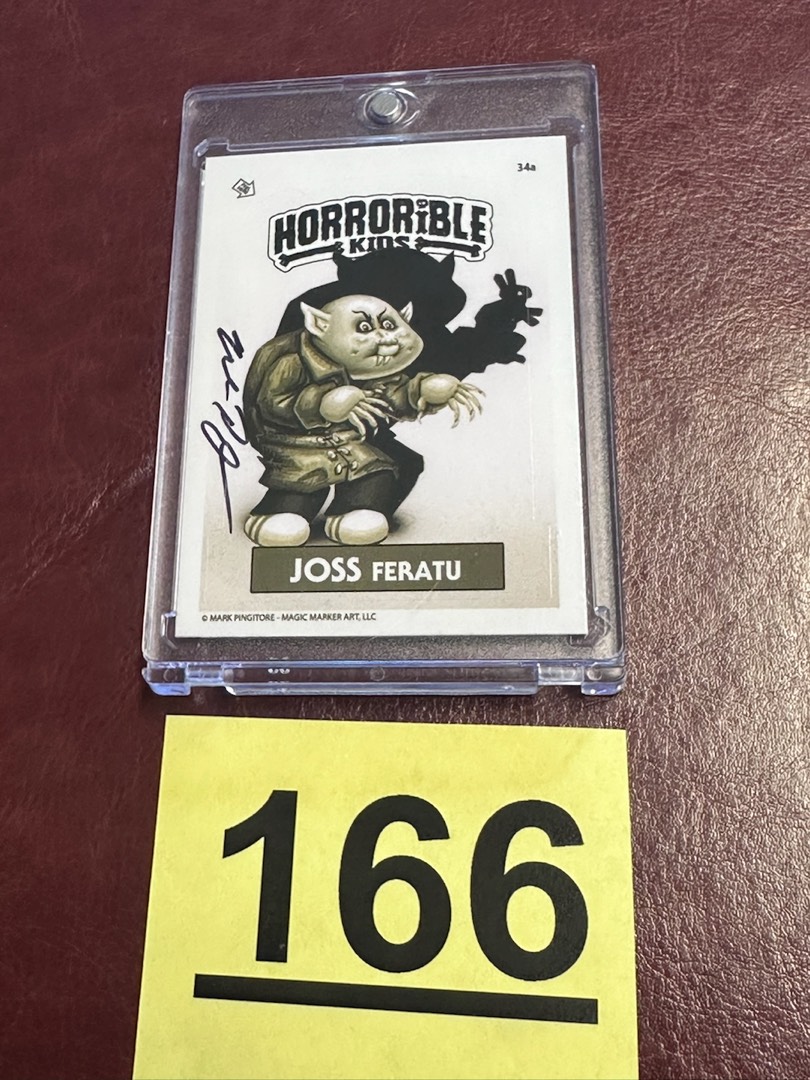 34a
HORRORiBLE
KIDS
JOSS FERATU
© MARK PINGITORE - MAGIC MARKER ART, LLC
166